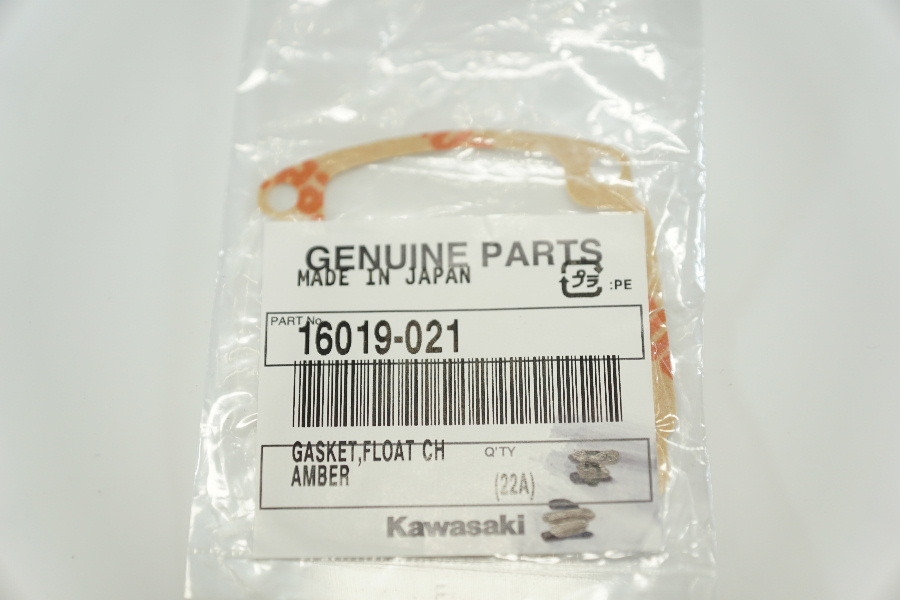 GENUINE PARTS
MADE IN JAPAN
プラ :PE
PART No.
16019-021
GASKET,FLOAT CH
AMBER
Q'TY
(22A)
Kawasaki